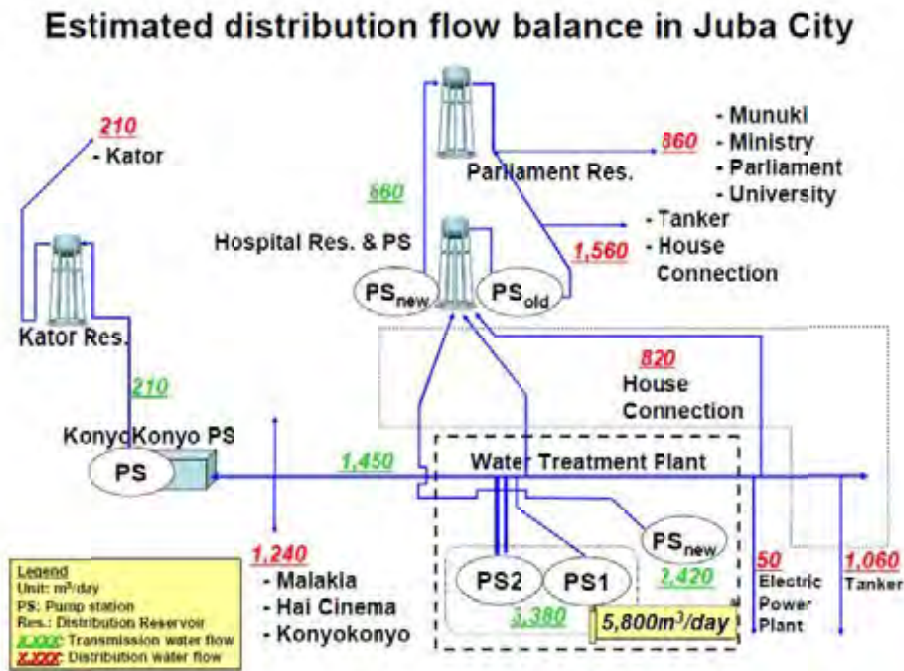 Estimated distribution flow balance in Juba City
210
- Kator
860
- Munuki
- Ministry
- Parliament
- University
Parliament Res.
660
- Tanker
- House
Connection
1,560
Hospital Res. & PS
PSnew
PSold
Kator Res.
210
820
House
Connection
KonyoKonyo PS
PS
1,450
Water Treatment Plant
PSnew
2,420
PS2
PS1
3,380
5,800m³/day
1,240
- Malakia
- Hai Cinema
- Konyokonyo
50
Electric
Power
Plant
1,060
Tanker
Legend
Unit: m³/day
PS: Pump station
Res.: Distribution Reservoir
X,XXX: Transmission water flow
X,XXX: Distribution water flow